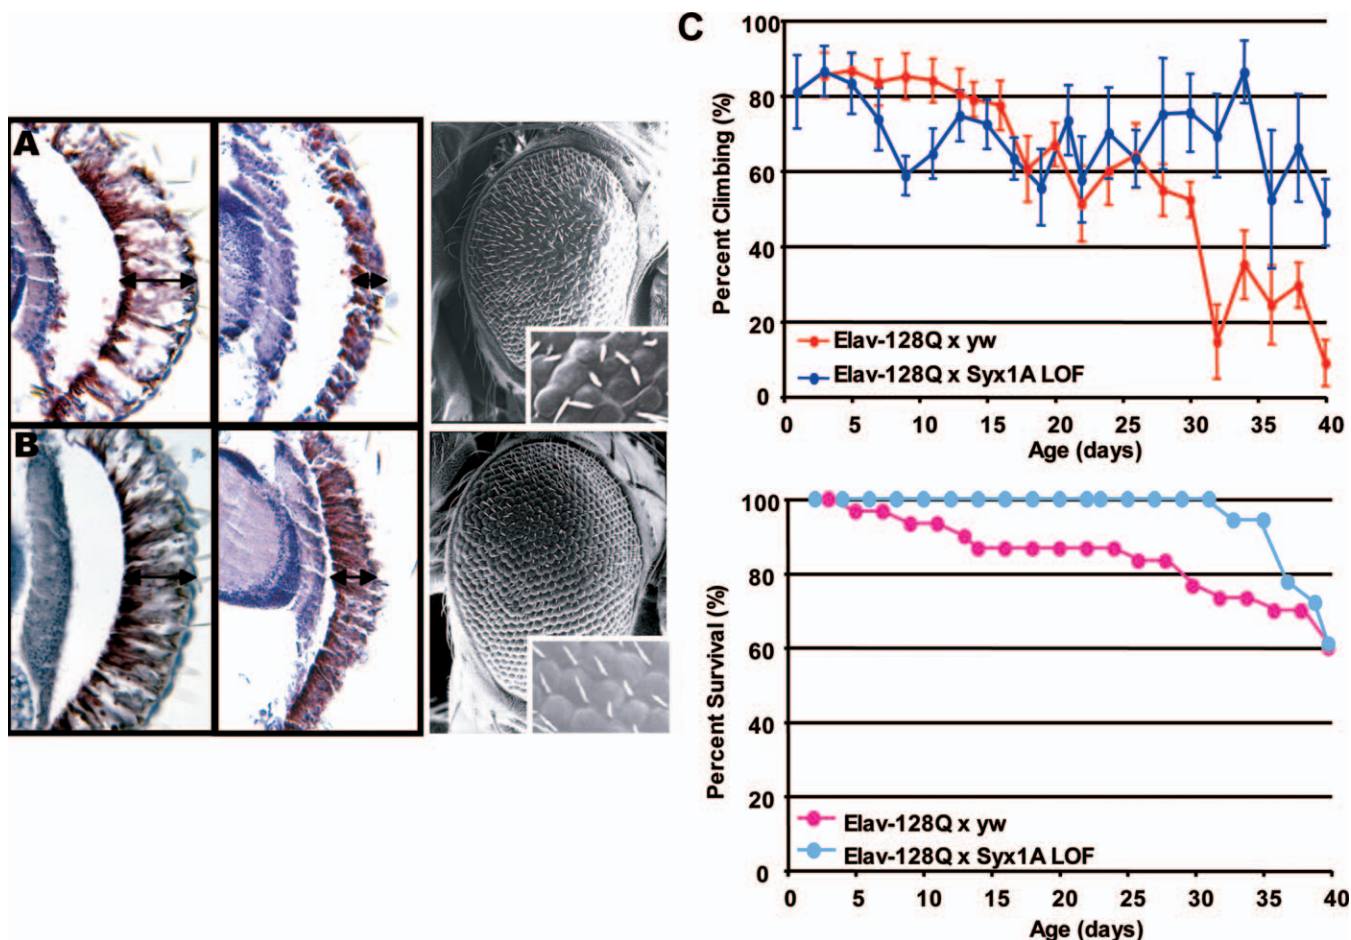 A
B
C
Percent Climbing (%)
100
80
60
40
20
0
Elav-128Q x yw
Elav-128Q x Syx1A LOF
0 5 10 15 20 25 30 35 40
Age (days)
Percent Survival (%)
100
80
60
40
20
0
Elav-128Q x yw
Elav-128Q x Syx1A LOF
0 5 10 15 20 25 30 35 40
Age (days)